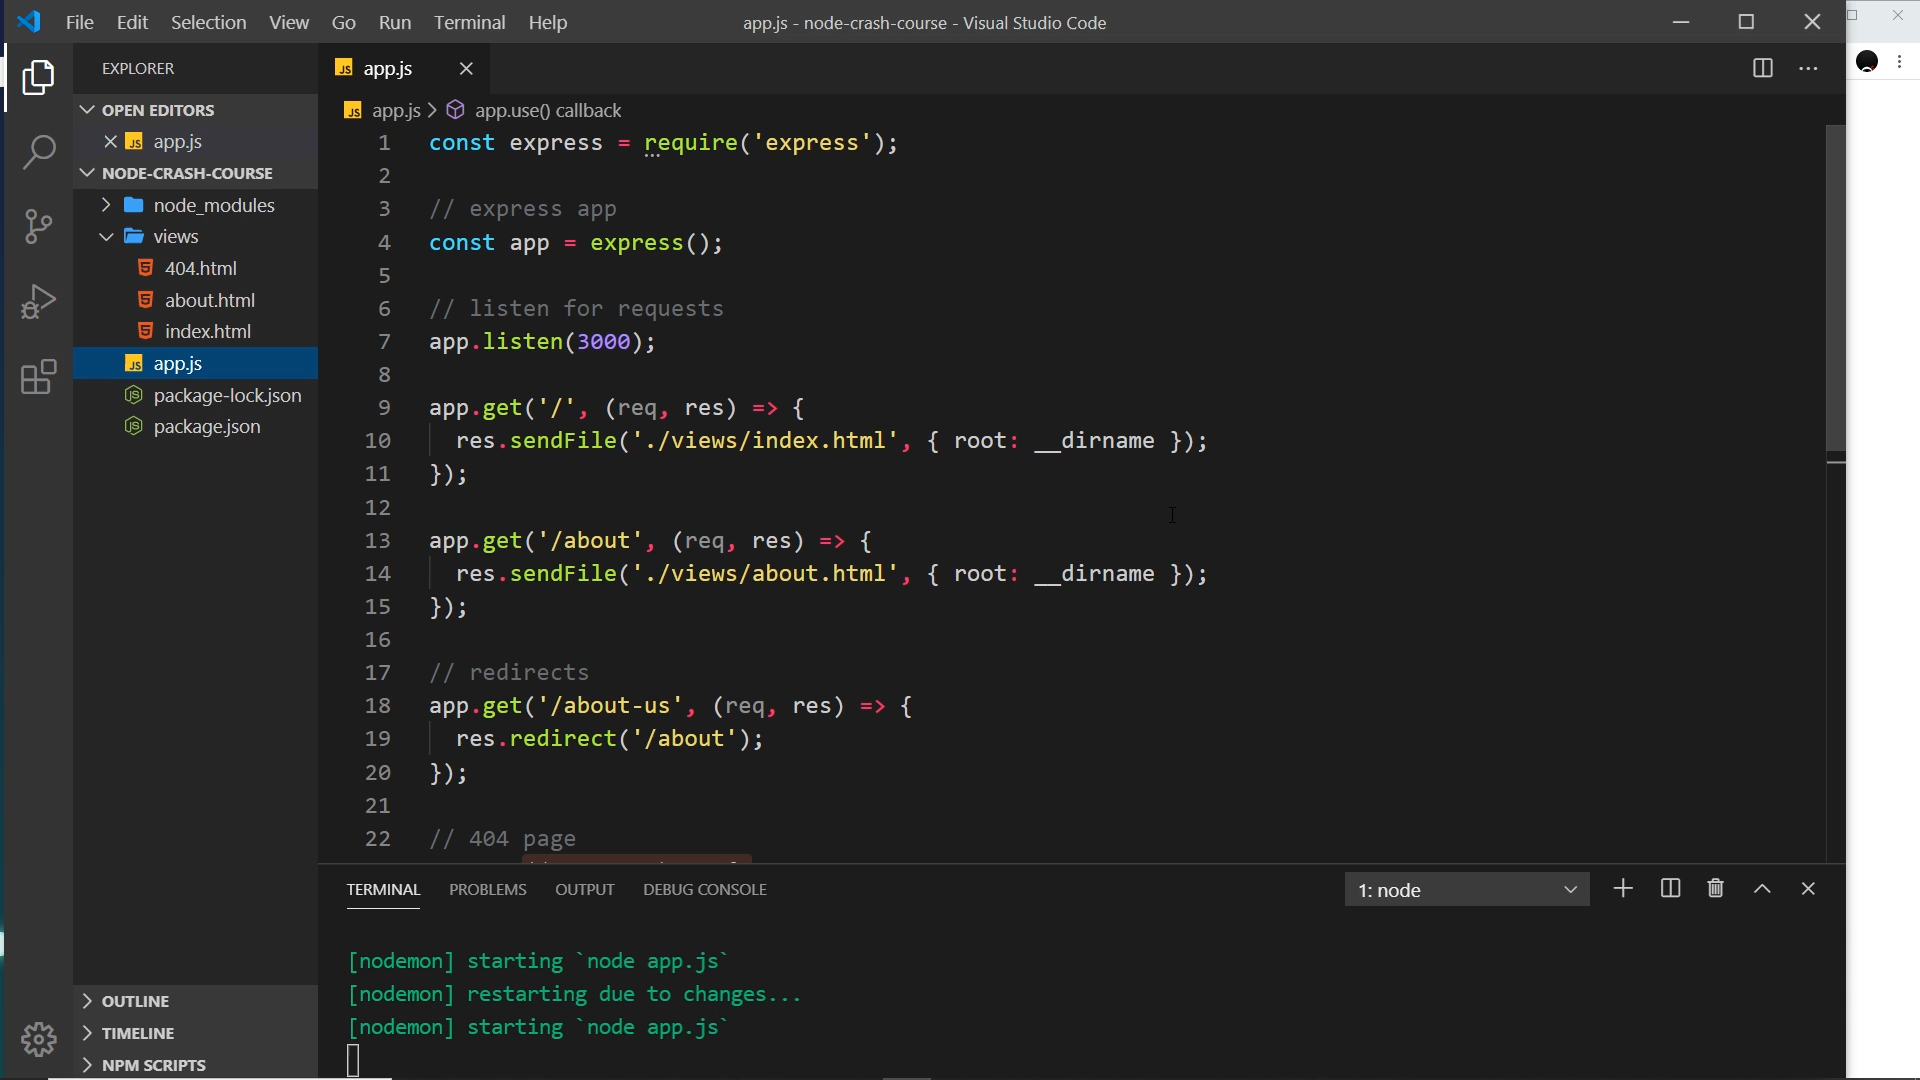 File Edit Selection View Go Run Terminal Help
app.js - node-crash-course - Visual Studio Code
EXPLORER
OPEN EDITORS
JS app.js
NODE-CRASH-COURSE
node_modules
views
404.html
about.html
index.html
JS app.js
package-lock.json
package.json
OUTLINE
TIMELINE
NPM SCRIPTS
JS app.js
JS app.js > app.use() callback
1 const express = require('express');
2
3 // express app
4 const app = express();
5
6 // listen for requests
7 app.listen(3000);
8
9 app.get('/', (req, res) => {
10 res.sendFile('./views/index.html', { root: __dirname });
11 });
12
13 app.get('/about', (req, res) => {
14 res.sendFile('./views/about.html', { root: __dirname });
15 });
16
17 // redirects
18 app.get('/about-us', (req, res) => {
19 res.redirect('/about');
20 });
21
22 // 404 page
TERMINAL PROBLEMS OUTPUT DEBUG CONSOLE
1: node
[nodemon] starting `node app.js`
[nodemon] restarting due to changes...
[nodemon] starting `node app.js`